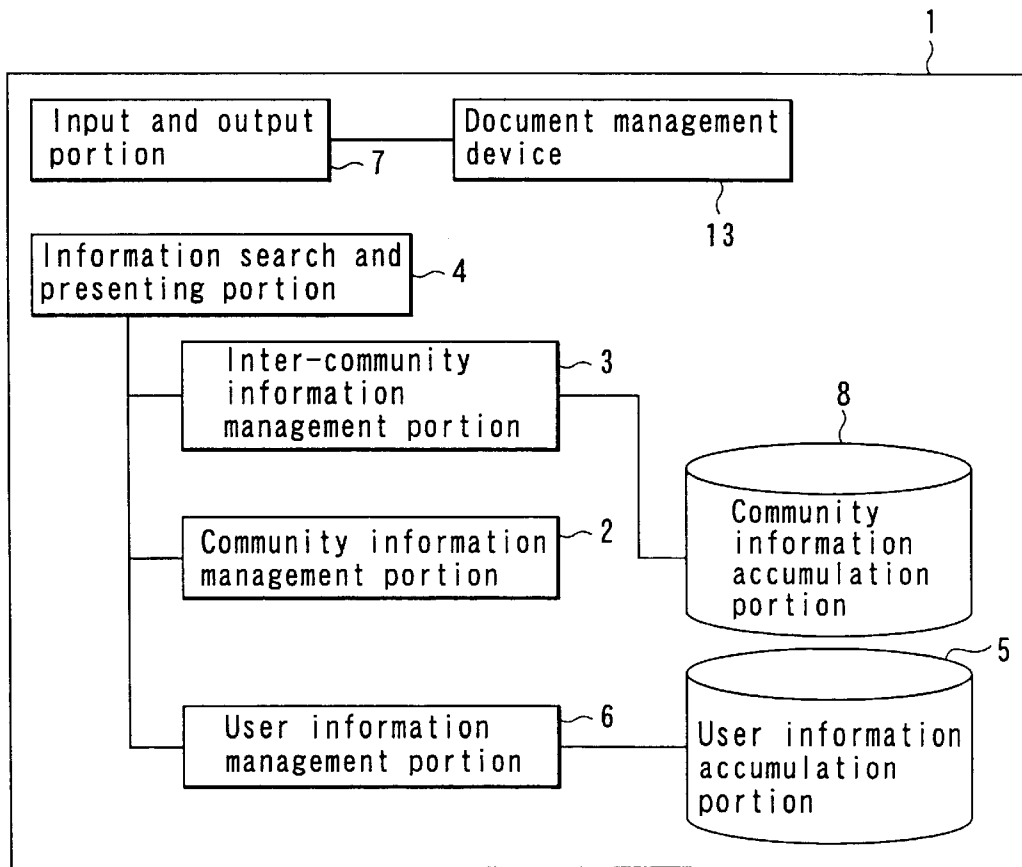 1
Input and output
portion
7
Document management
device
13
Information search and
presenting portion
4
Inter-community
information
management portion
3
8
Community
information
accumulation
portion
Community information
management portion
2
5
User information
management portion
6
User information
accumulation
portion